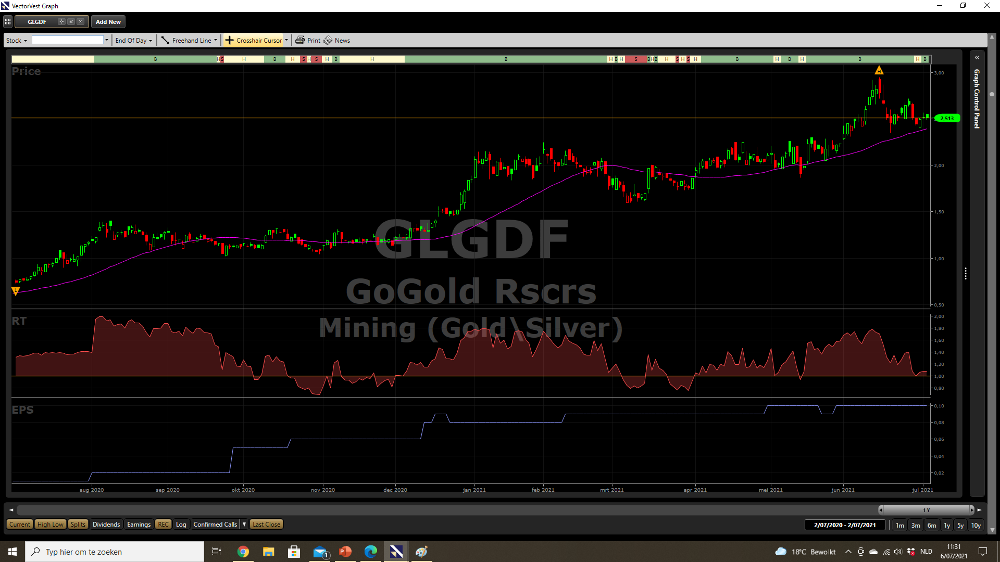 VectorVest Graph
GLGDF Add New
Stock End Of Day Freehand Line Crosshair Cursor Print News
B H S H B H S H S H B H B H B H S B H B H S H S H B H B H B H B
Price
H
3,00
2,513
2,00
1,50
1,00
0,50
L
GLGDF
GoGold Rscrs
Mining (Gold\Silver)
RT
2,00
1,80
1,60
1,40
1,20
1,00
0,80
EPS
0,10
0,08
0,06
0,04
0,02
aug 2020 sep 2020 okt 2020 nov 2020 dec 2020 jan 2021 feb 2021 mrt 2021 apr 2021 mei 2021 jun 2021 jul 2021
Graph Control Panel
1 Y
Current High Low Splits Dividends Earnings REC Log Confirmed Calls Last Close 2/07/2020 - 2/07/2021 1m 3m 6m 1y 5y 10y
Typ hier om te zoeken 1 P 18°C Bewolkt NLD 11:31
6/07/2021